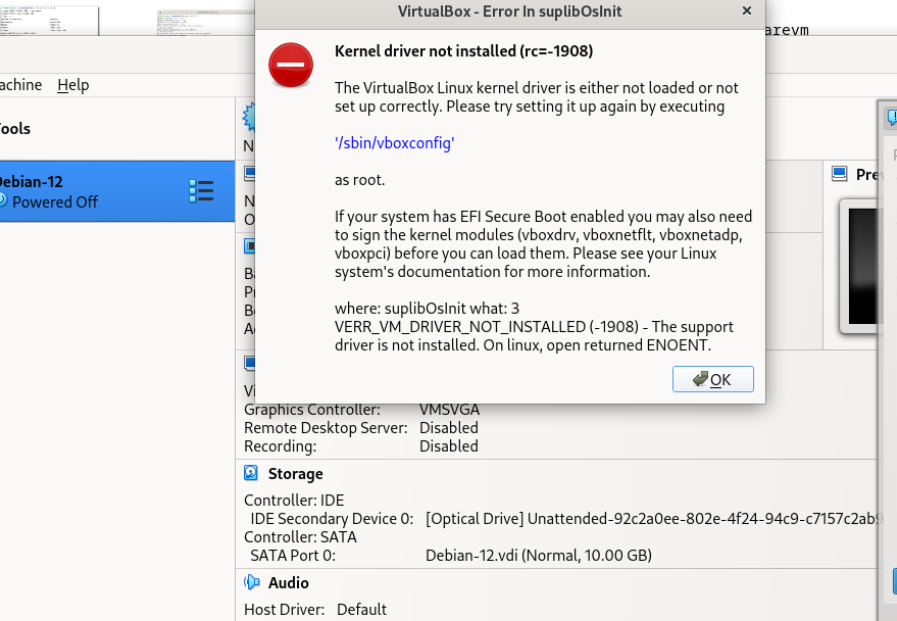 VirtualBox - Error In suplibOsInit
arevm
Kernel driver not installed (rc=-1908)
The VirtualBox Linux kernel driver is either not loaded or not
set up correctly. Please try setting it up again by executing
'/sbin/vboxconfig'
as root.
If your system has EFI Secure Boot enabled you may also need
to sign the kernel modules (vboxdrv, vboxnetflt, vboxnetadp,
vboxpci) before you can load them. Please see your Linux
system's documentation for more information.
where: suplibOsInit what: 3
VERR_VM_DRIVER_NOT_INSTALLED (-1908) - The support
driver is not installed. On linux, open returned ENOENT.
OK
achine Help
ools
ebian-12
Powered Off
Pre
Graphics Controller: VMSVGA
Remote Desktop Server: Disabled
Recording: Disabled
Storage
Controller: IDE
IDE Secondary Device 0: [Optical Drive] Unattended-92c2a0ee-802e-4f24-94c9-c7157c2ab9
Controller: SATA
SATA Port 0: Debian-12.vdi (Normal, 10.00 GB)
Audio
Host Driver: Default